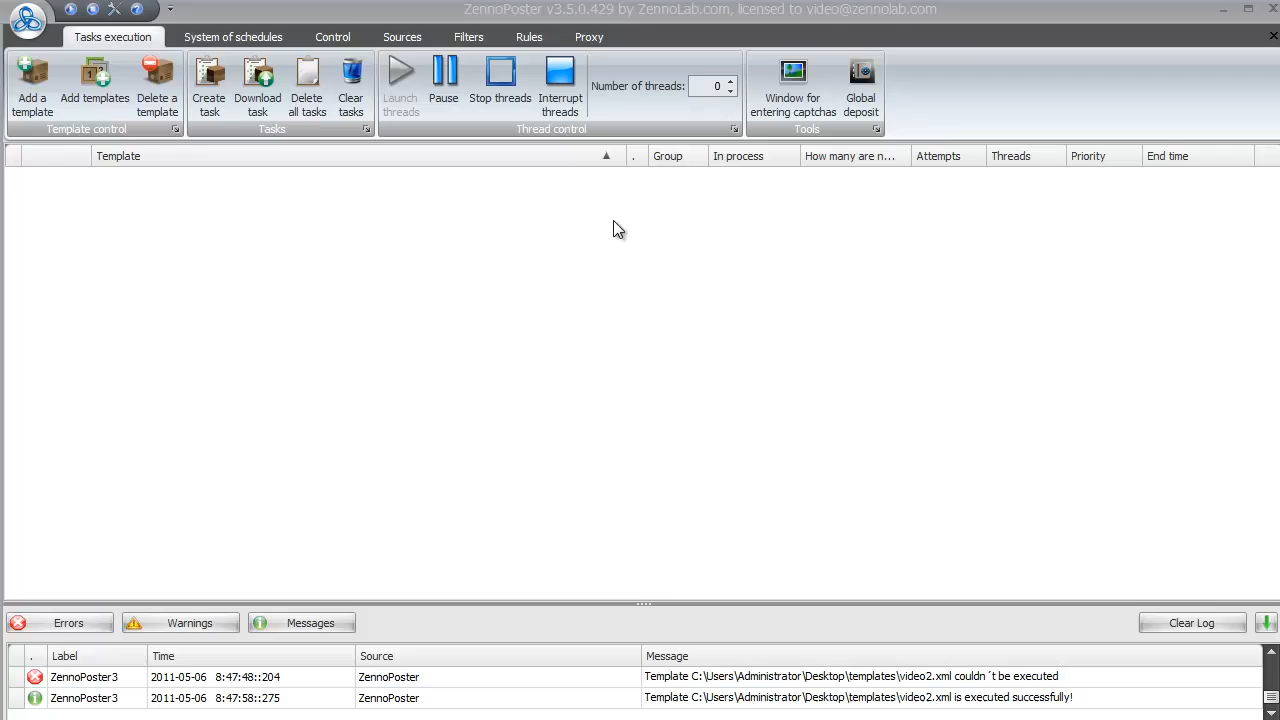 ZennoPoster v3.5.0.429 by ZennoLab.com, licensed to video@zennolab.com
Tasks execution System of schedules Control Sources Filters Rules Proxy
Add a template Add templates Delete a template Create task Download task Delete all tasks Clear tasks Launch threads Pause Stop threads Interrupt threads Number of threads: 0 Window for entering captchas Global deposit
Template control Tasks Thread control Tools
Template . Group In process How many are n... Attempts Threads Priority End time
Errors Warnings Messages Clear Log
. Label Time Source Message
ZennoPoster3 2011-05-06 8:47:48::204 ZennoPoster Template C:\Users\Administrator\Desktop\templates\video2.xml couldn´t be executed
ZennoPoster3 2011-05-06 8:47:58::275 ZennoPoster Template C:\Users\Administrator\Desktop\templates\video2.xml is executed successfully!